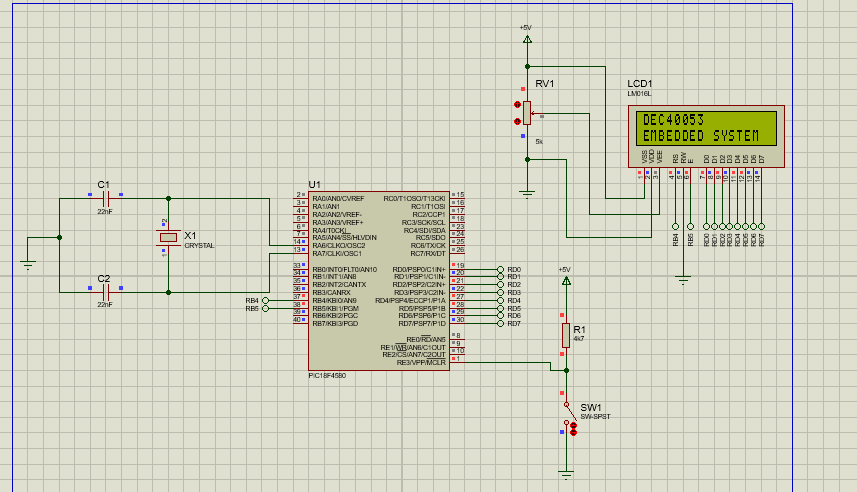 +5V
RV1
5k
LCD1
LM016L
DEC40053
EMBEDDED SYSTEM
VSS
VDD
VEE
RS
RW
E
D0
D1
D2
D3
D4
D5
D6
D7
1
2
3
4
5
6
7
8
9
10
11
12
13
14
RB4
RB5
RD0
RD1
RD2
RD3
RD4
RD5
RD6
RD7
C1
22nF
X1
CRYSTAL
2
1
C2
22nF
U1
2 RA0/AN0/CVREF RC0/T1OSO/T13CKI 15
3 RA1/AN1 RC1/T1OSI 16
4 RA2/AN2/VREF- RC2/CCP1 17
5 RA3/AN3/VREF+ RC3/SCK/SCL 18
6 RA4/T0CKI RC4/SDI/SDA 23
7 RA5/AN4/SS/HLVDIN RC5/SDO 24
14 RA6/CLKO/OSC2 RC6/TX/CK 25
13 RA7/CLKI/OSC1 RC7/RX/DT 26
33 RB0/INT0/FLT0/AN10 RD0/PSP0/C1IN+ 19 RD0
34 RB1/INT1/AN8 RD1/PSP1/C1IN- 20 RD1
35 RB2/INT2/CANTX RD2/PSP2/C2IN+ 21 RD2
36 RB3/CANRX RD3/PSP3/C2IN- 22 RD3
RB4 37 RB4/KBI0/AN9 RD4/PSP4/ECCP1/P1A 27 RD4
RB5 38 RB5/KBI1/PGM RD5/PSP5/P1B 28 RD5
39 RB6/KBI2/PGC RD6/PSP6/P1C 29 RD6
40 RB7/KBI3/PGD RD7/PSP7/P1D 30 RD7
RE0/RD/AN5 8
RE1/WR/AN6/C1OUT 9
RE2/CS/AN7/C2OUT 10
RE3/VPP/MCLR 1
PIC18F4580
+5V
R1
4k7
SW1
SW-SPST